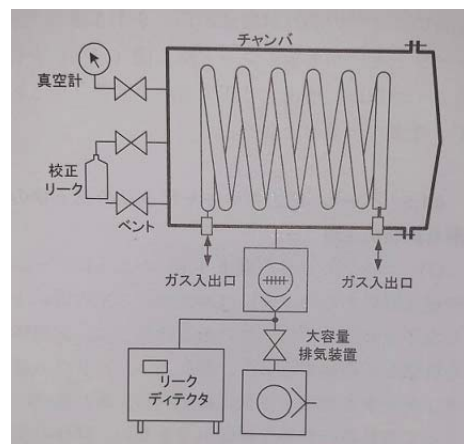 チャンバ
真空計
校正
リーク
ベント
ガス入出口
ガス入出口
大容量
排気装置
リーク
ディテクタ